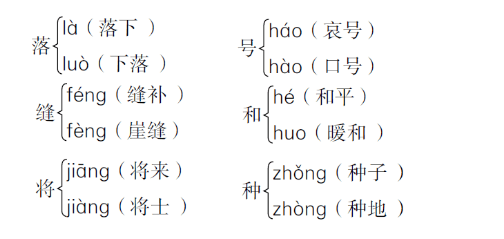 落 là（落下） luò（下落）
号 háo（哀号） hào（口号）
缝 féng（缝补） fèng（崖缝）
和 hé（和平） huo（暖和）
将 jiāng（将来） jiàng（将士）
种 zhǒng（种子） zhòng（种地）